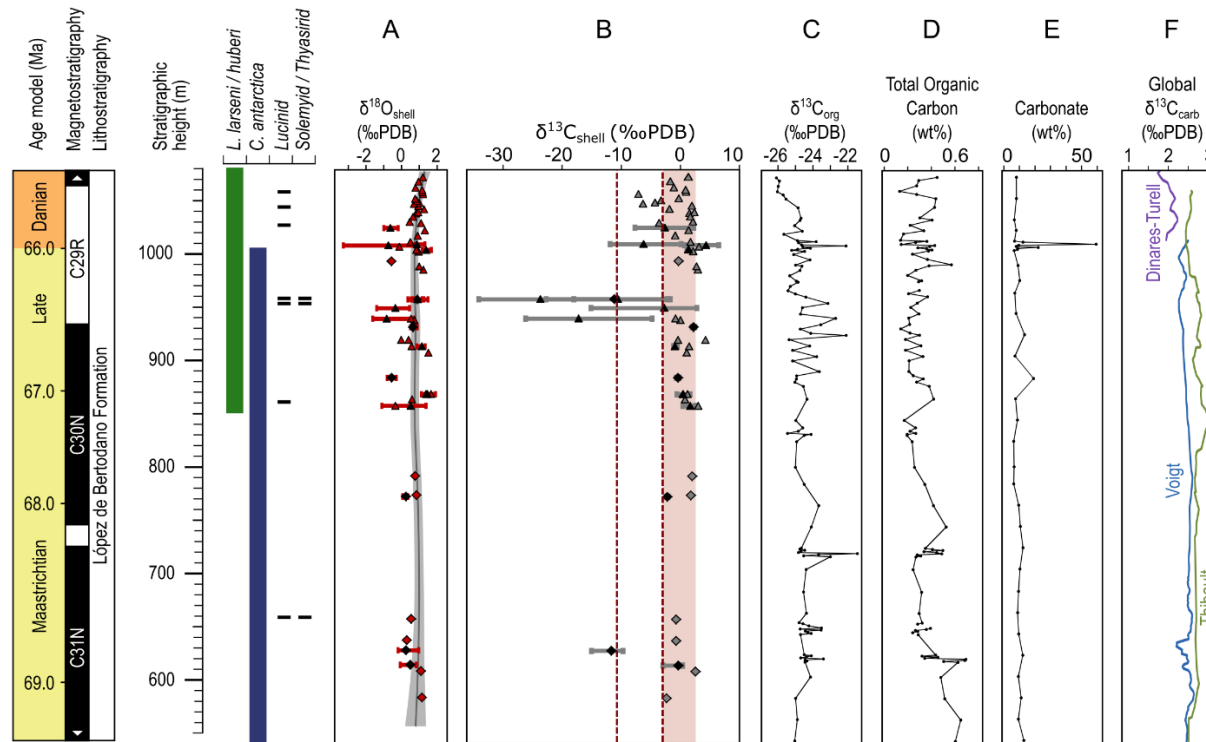 A
B
C
D
E
F
Age model (Ma)
Magnetostratigraphy
Lithostratigraphy
Stratigraphic
height (m)
L. larseni / huberi
C. antarctica
Lucinid
Solemyid / Thyasirid
δ18Oshell
(‰PDB)
δ13Cshell (‰PDB)
δ13Corg
(‰PDB)
Total Organic
Carbon
(wt%)
Carbonate
(wt%)
Global
δ13Ccarb
(‰PDB)
-2 0 2
-30 -20 -10 0 10
-26 -24 -22
0 0.6
0 50
1 2 3
Danian
66.0
Late
67.0
68.0
Maastrichtian
69.0
C29R
C30N
C31N
López de Bertodano Formation
1000
900
800
700
600
Dinares-Turell
Voigt
Thibault